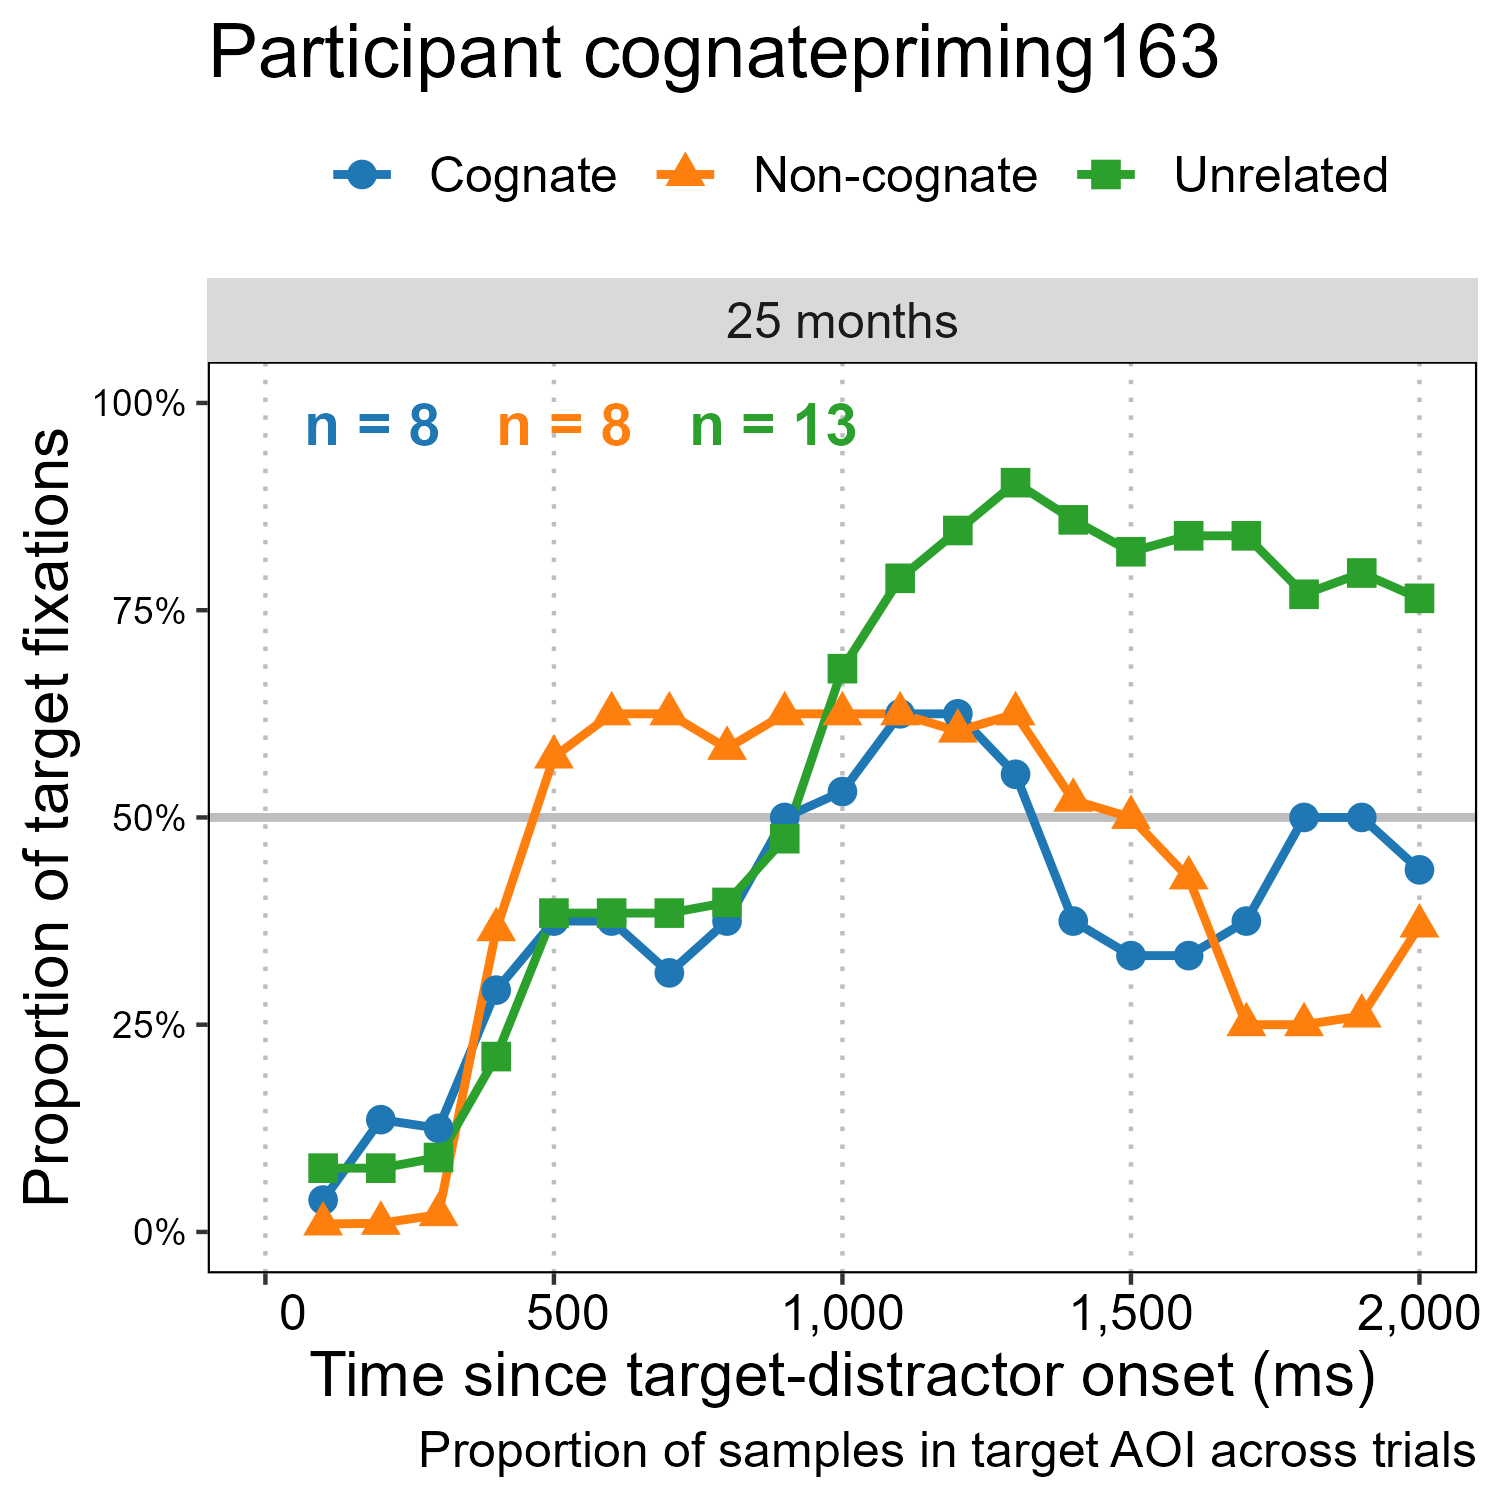 Participant cognatepriming163
Cognate Non-cognate Unrelated
25 months
n = 8 n = 8 n = 13
100%
75%
50%
25%
0%
Proportion of target fixations
0 500 1,000 1,500 2,000
Time since target-distractor onset (ms)
Proportion of samples in target AOI across trials